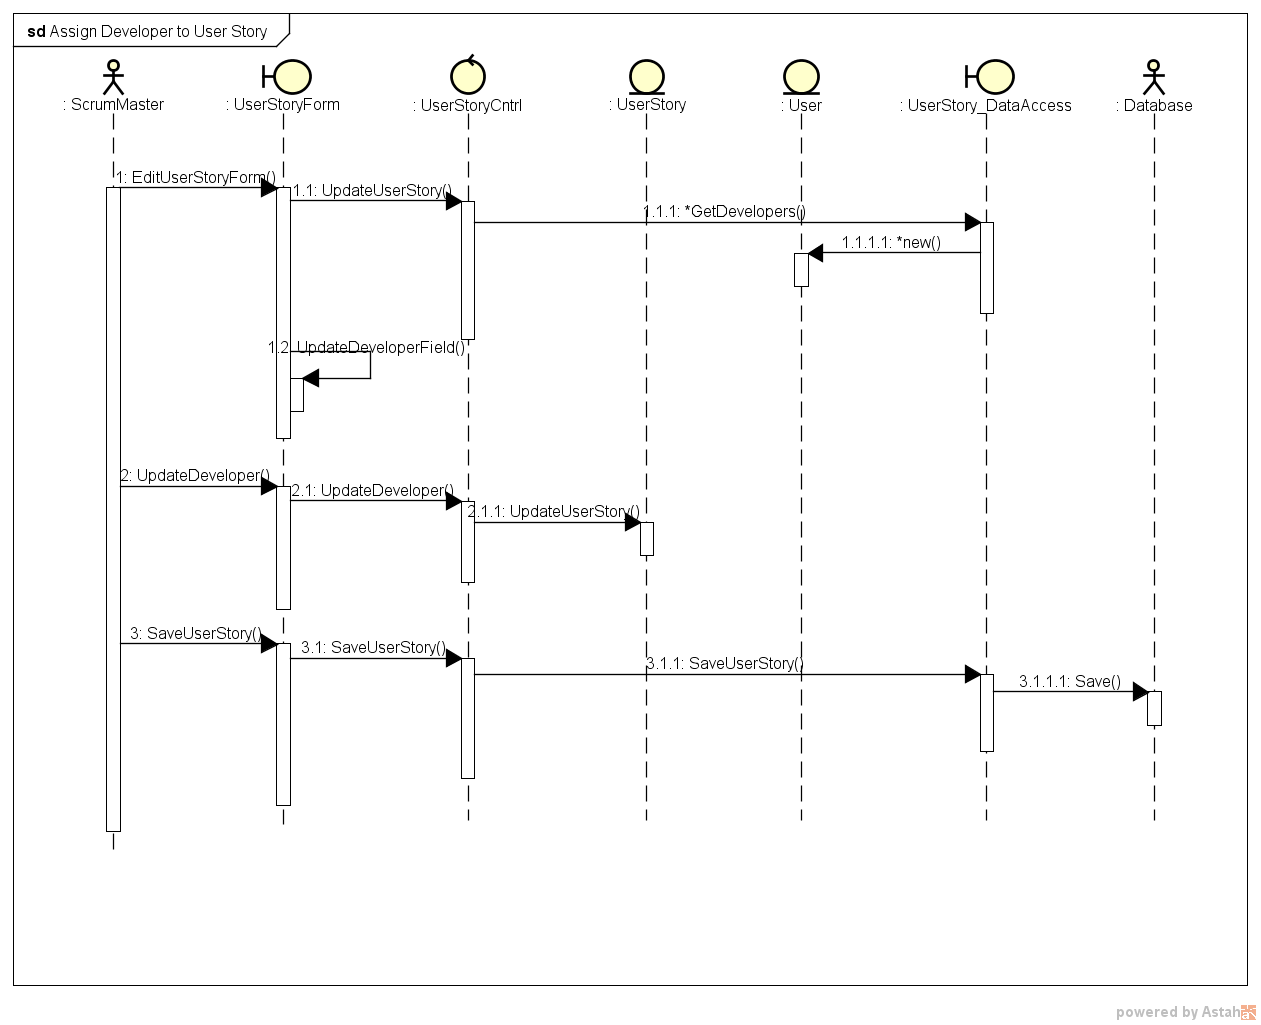 sd Assign Developer to User Story
: ScrumMaster
: UserStoryForm
: UserStoryCntrl
: UserStory
: User
: UserStory_DataAccess
: Database
1: EditUserStoryForm()
1.1: UpdateUserStory()
1.1.1: *GetDevelopers()
1.1.1.1: *new()
1.2: UpdateDeveloperField()
2: UpdateDeveloper()
2.1: UpdateDeveloper()
2.1.1: UpdateUserStory()
3: SaveUserStory()
3.1: SaveUserStory()
3.1.1: SaveUserStory()
3.1.1.1: Save()
powered by Astah